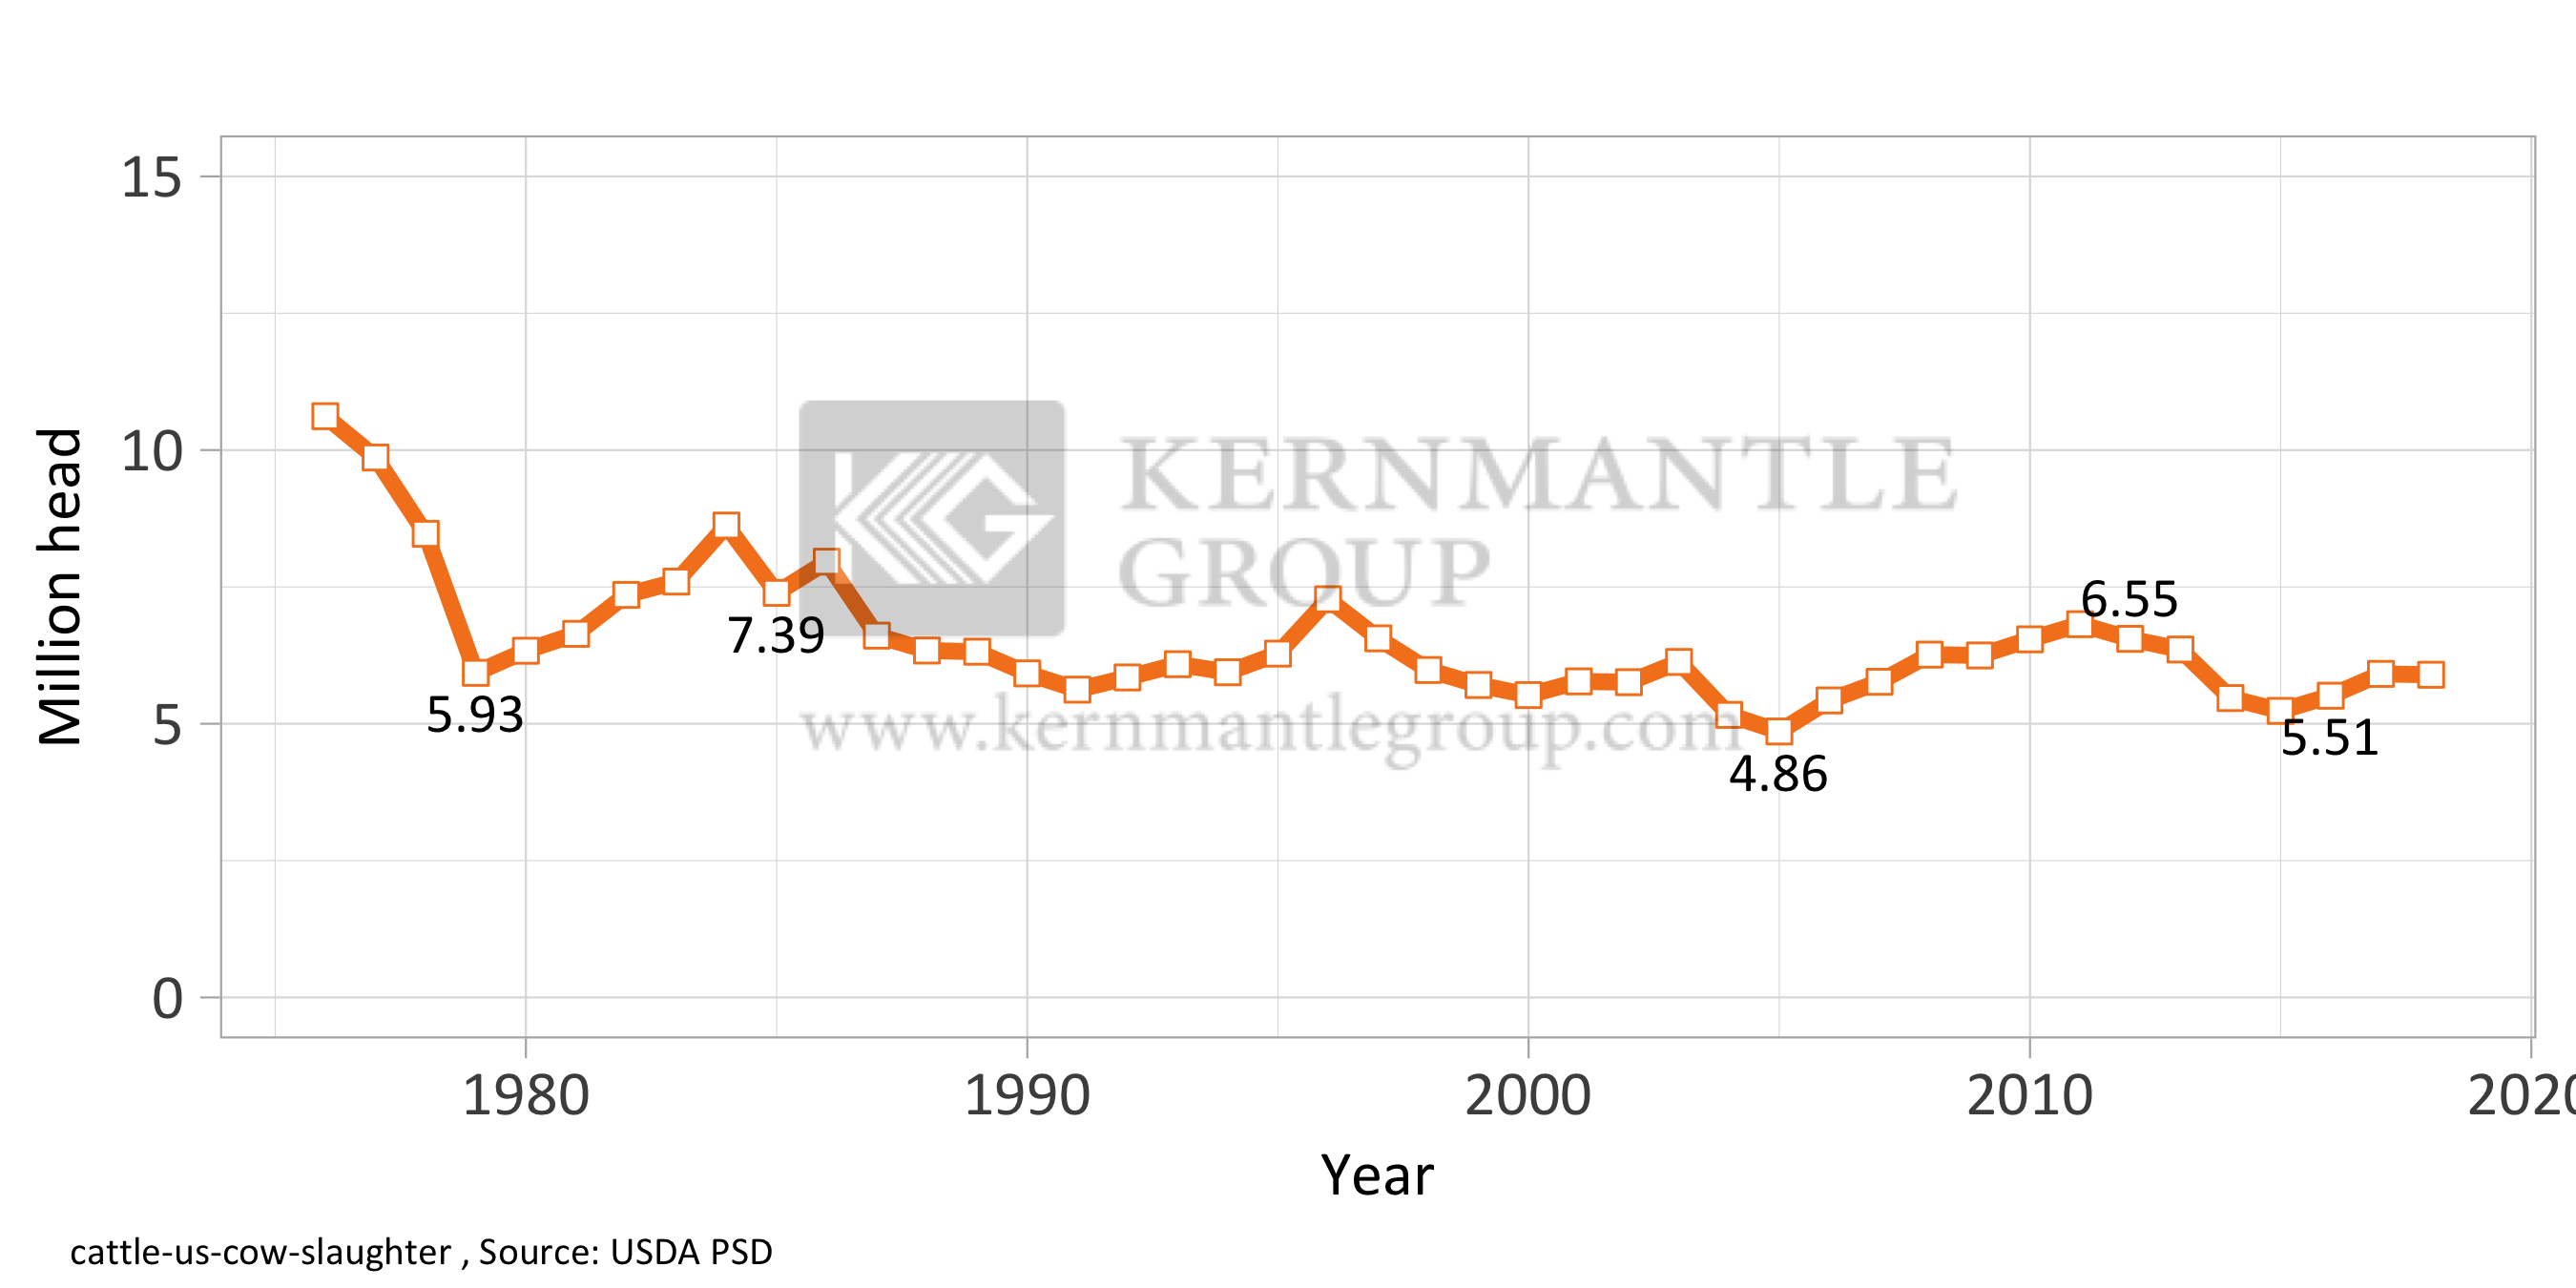 15
10
5
0
Million head
KERNMANTLE
GROUP
www.kernmantlegroup.com
5.93
7.39
4.86
6.55
5.51
1980
1990
2000
2010
202
Year
cattle-us-cow-slaughter , Source: USDA PSD